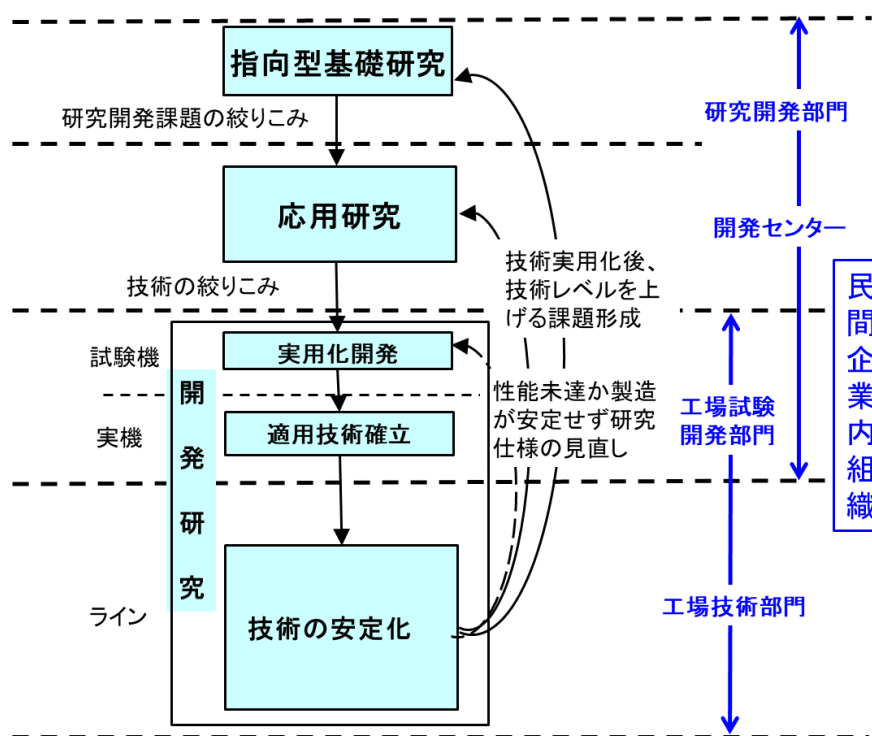 指向型基礎研究
研究開発課題の絞りこみ
応用研究
技術の絞りこみ
試験機
実用化開発
実機
適用技術確立
開発研究
ライン
技術の安定化
技術実用化後、
技術レベルを上
げる課題形成
性能未達か製造
が安定せず研究
仕様の見直し
研究開発部門
開発センター
工場試験
開発部門
工場技術部門
民間企業内組織